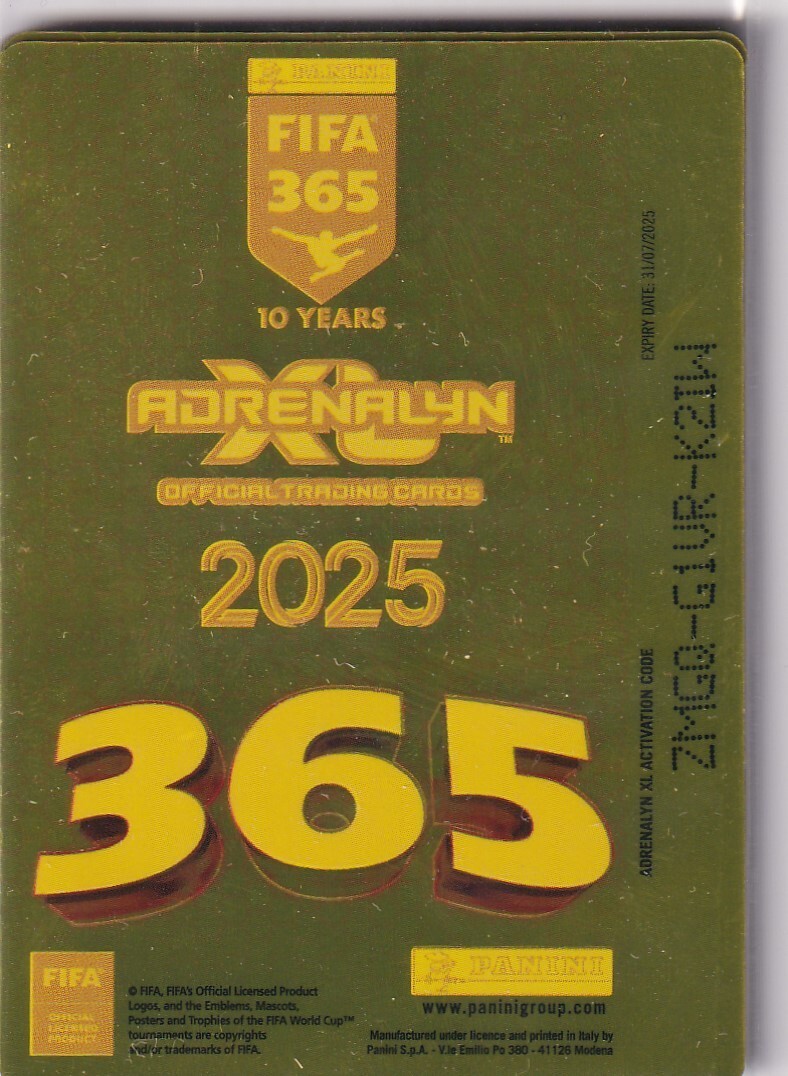 PANINI
FIFA
365
10 YEARS
ADRENALYN
XL
TM
OFFICIAL TRADING CARDS
2025
365
EXPIRY DATE: 31/07/2025
ADRENALYN XL ACTIVATION CODE
ZMGQ-G1VR-K2IW
FIFA
OFFICIAL
LICENSED
PRODUCT
© FIFA, FIFA's Official Licensed Product
Logos, and the Emblems, Mascots,
Posters and Trophies of the FIFA World Cup™
tournaments are copyrights
and/or trademarks of FIFA.
PANINI
www.paninigroup.com
Manufactured under licence and printed in Italy by
Panini S.p.A. - V.le Emilio Po 380 - 41126 Modena